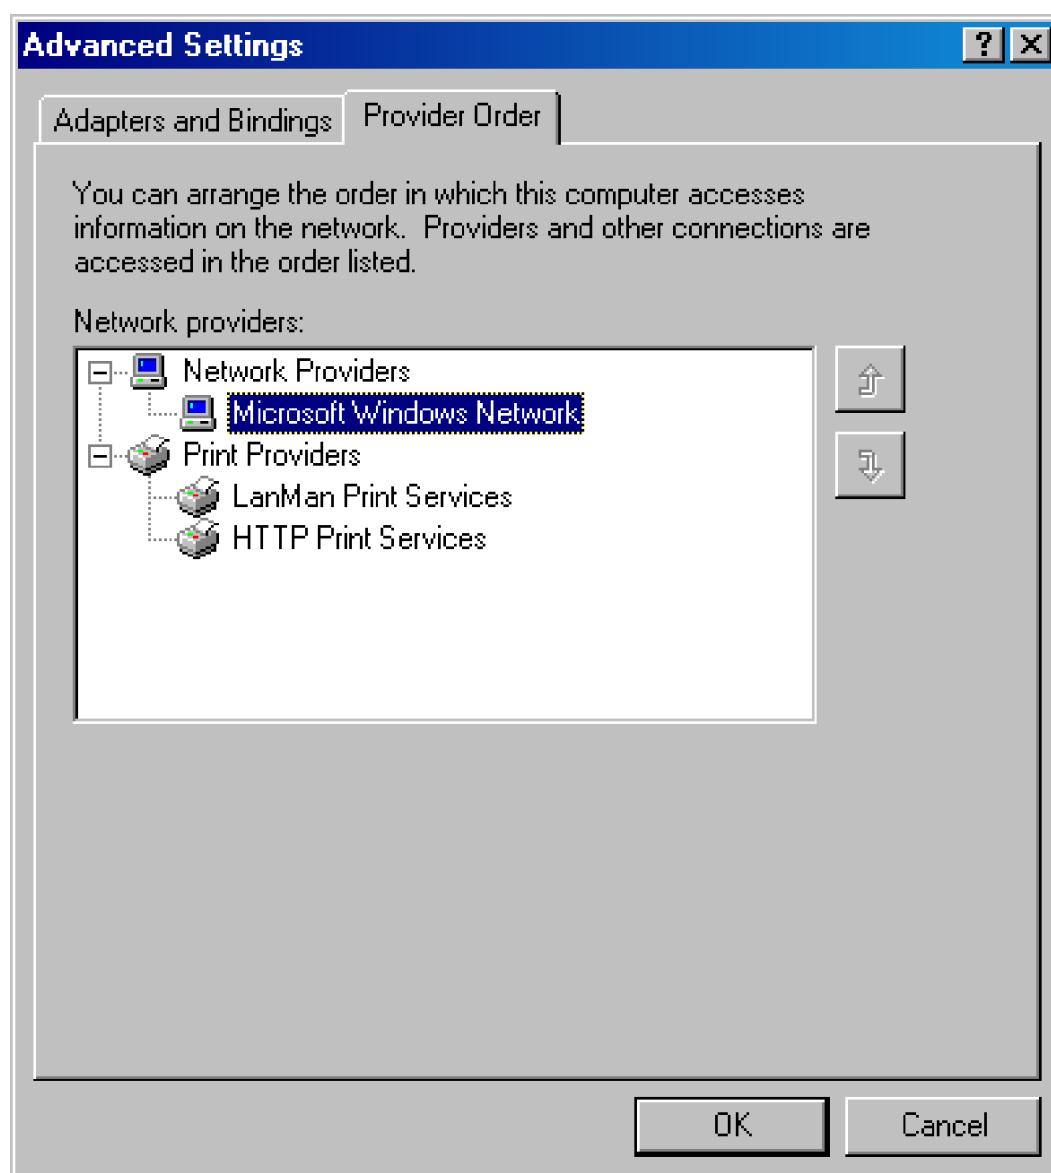 Advanced Settings
Adapters and Bindings
Provider Order
You can arrange the order in which this computer accesses
information on the network.  Providers and other connections are
accessed in the order listed.
Network providers:
Network Providers
Microsoft Windows Network
Print Providers
LanMan Print Services
HTTP Print Services
OK
Cancel